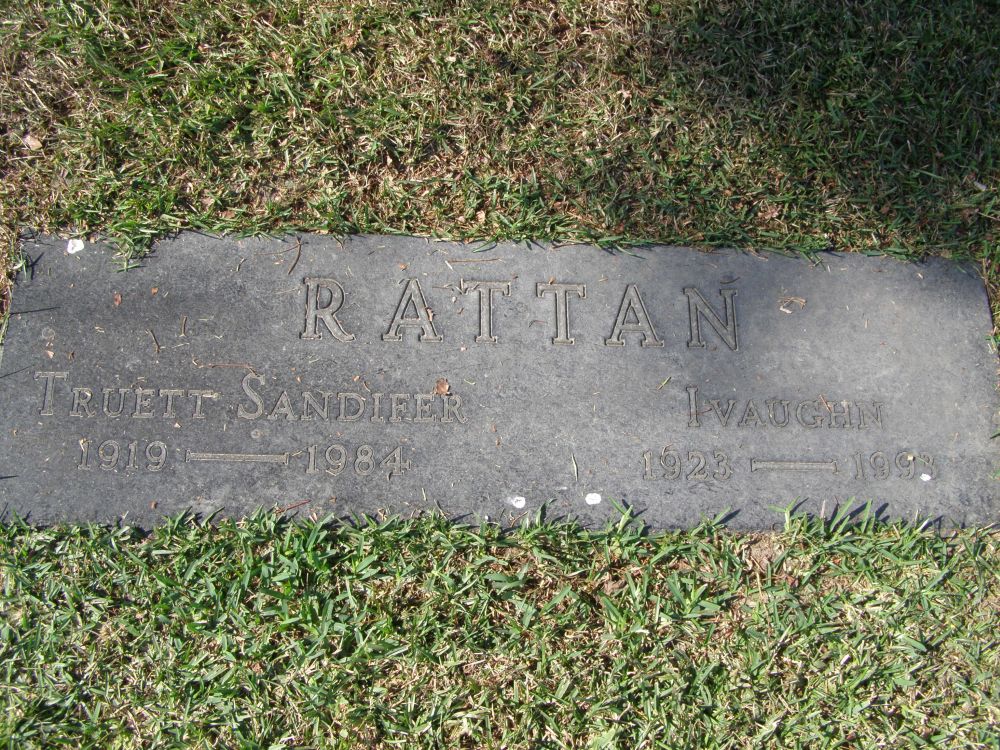 RATTAN
TRUETT SANDIFER
1919 — 1984
IVAUGHN
1923 —